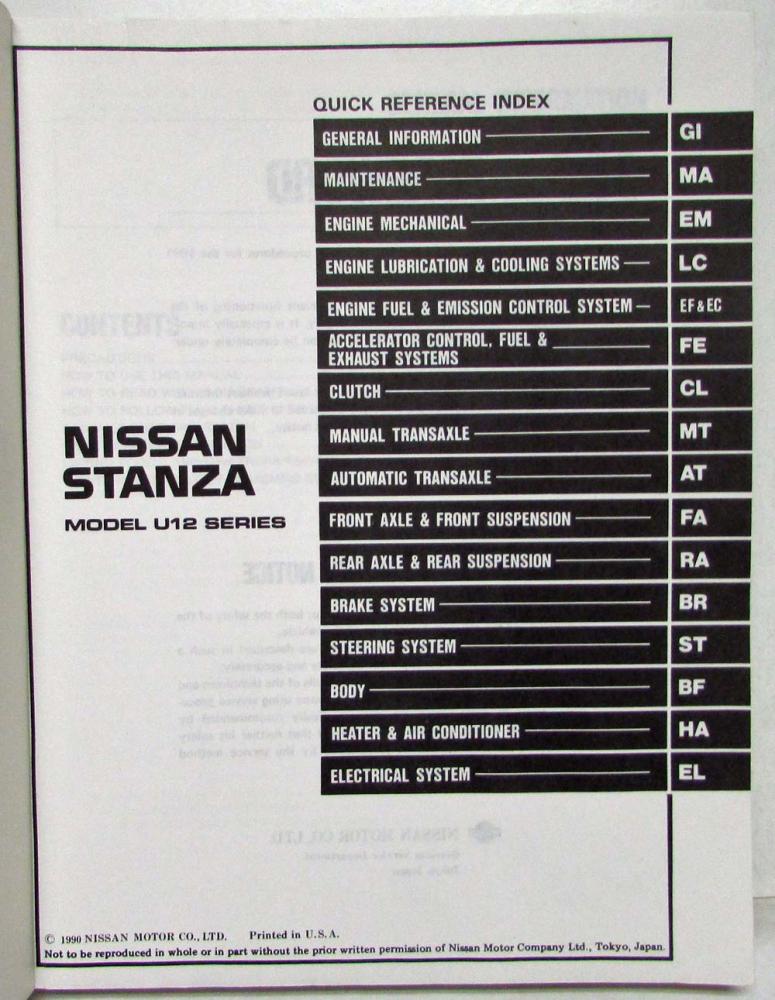 QUICK REFERENCE INDEX
GENERAL INFORMATION GI
MAINTENANCE MA
ENGINE MECHANICAL EM
ENGINE LUBRICATION & COOLING SYSTEMS LC
ENGINE FUEL & EMISSION CONTROL SYSTEM EF & EC
ACCELERATOR CONTROL, FUEL &
EXHAUST SYSTEMS FE
CLUTCH CL
MANUAL TRANSAXLE MT
AUTOMATIC TRANSAXLE AT
FRONT AXLE & FRONT SUSPENSION FA
REAR AXLE & REAR SUSPENSION RA
BRAKE SYSTEM BR
STEERING SYSTEM ST
BODY BF
HEATER & AIR CONDITIONER HA
ELECTRICAL SYSTEM EL
NISSAN
STANZA
MODEL U12 SERIES
© 1990 NISSAN MOTOR CO., LTD. Printed in U.S.A.
Not to be reproduced in whole or in part without the prior written permission of Nissan Motor Company Ltd., Tokyo, Japan.